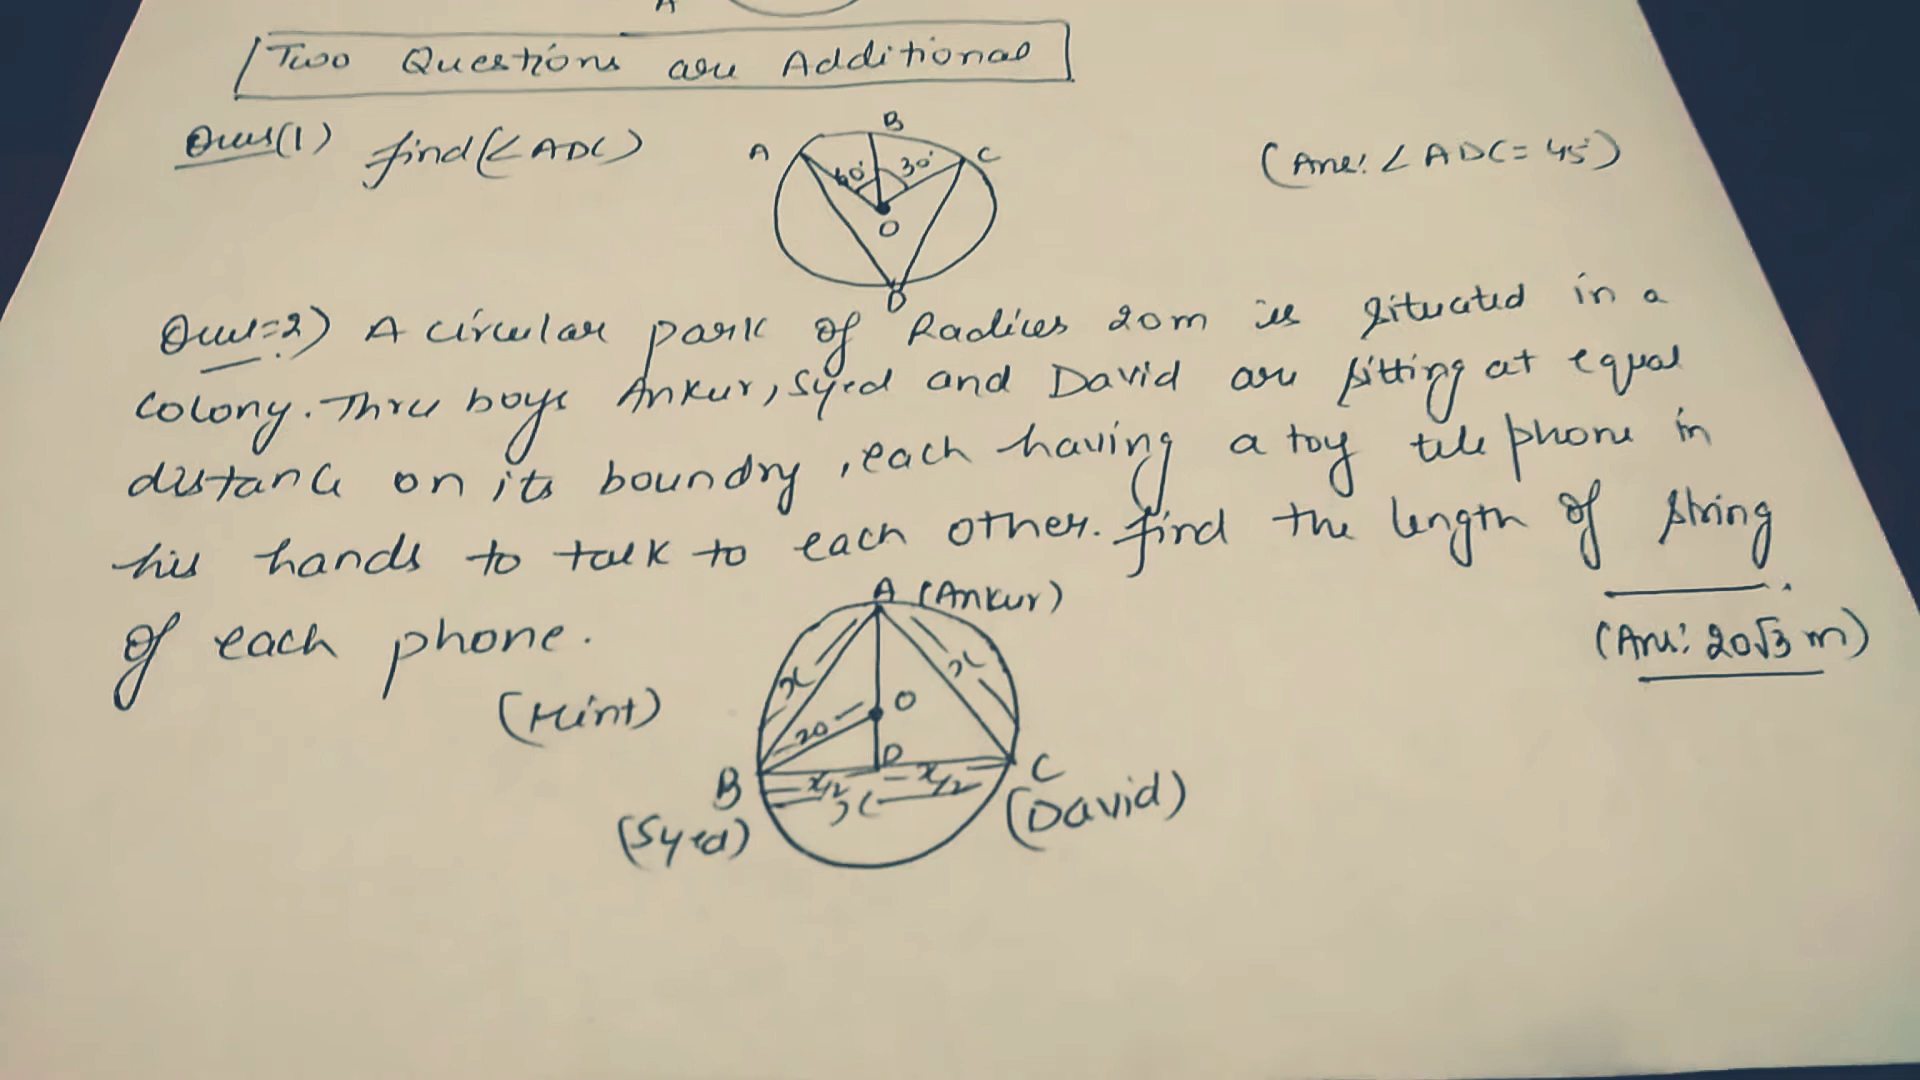 A
Two Questions are Additional
Ques(1) find(∠ADC)
(Ans: ∠ADC=45°)
B
A
C
60°
30°
O
D
Ques=2) A circular park of Radius 20m is situated in a
colony. Three boys Ankur, Syed and David are sitting at equal
distance on its boundry, each having a toy telephone in
his hands to talk to each other. find the length of string
of each phone.
(Ans: 20√3 m)
(Hint)
A (Ankur)
x
x
20
O
D
B
C
x/2
x/2
x
(Syed)
(David)